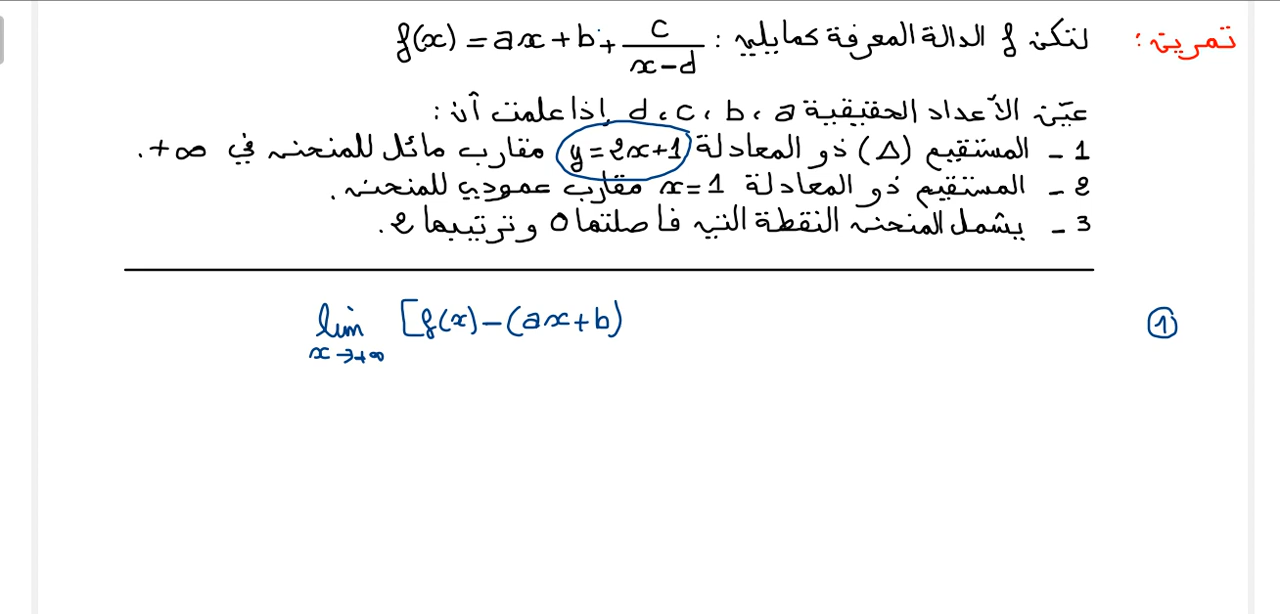 تمرين: لتكن f الدالة المعرفة كمايلي: f(x) = ax + b + c/(x-d)
عيّن الأعداد الحقيقية a، b، c، d إذا علمت أن:
1 - المستقيم (Δ) ذو المعادلة y = 2x+1 مقارب مائل للمنحنى في +∞.
2 - المستقيم ذو المعادلة x = 1 مقارب عمودي للمنحنى.
3 - يشمل المنحنى النقطة التي فاصلتها 0 وترتيبها 2.
① lim x→+∞ [f(x) - (ax+b)